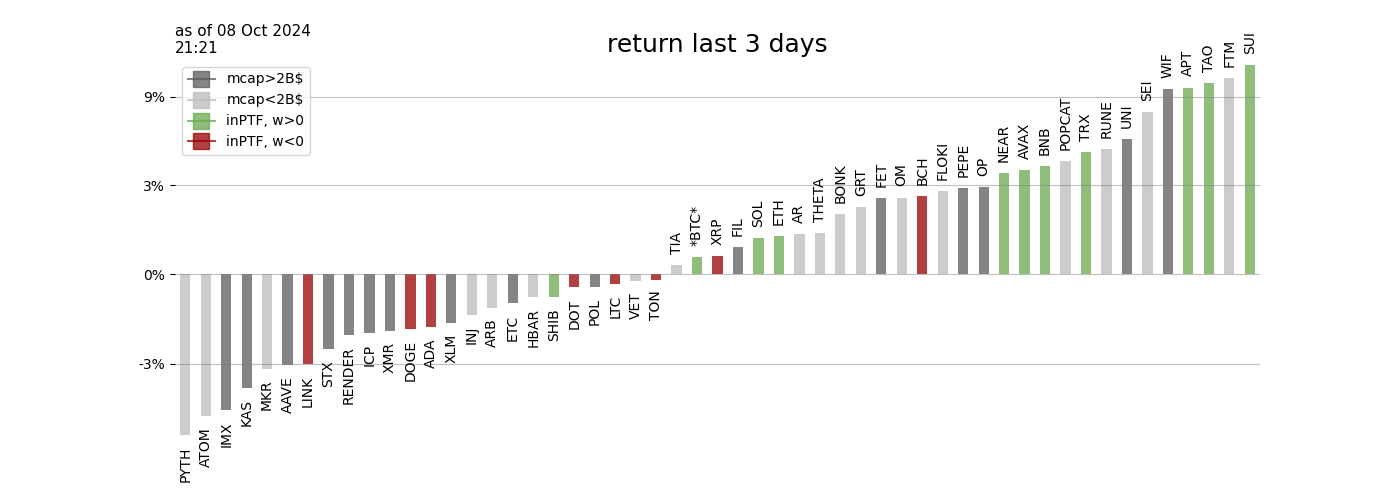 as of 08 Oct 2024
21:21
return last 3 days
mcap>2B$
mcap<2B$
inPTF, w>0
inPTF, w<0
9%
3%
0%
-3%
PYTH
ATOM
IMX
KAS
MKR
AAVE
LINK
STX
RENDER
ICP
XMR
DOGE
ADA
XLM
INJ
ARB
ETC
HBAR
SHIB
DOT
POL
LTC
VET
TON
TIA
*BTC*
XRP
FIL
SOL
ETH
AR
THETA
BONK
GRT
FET
OM
BCH
FLOKI
PEPE
OP
NEAR
AVAX
BNB
POPCAT
TRX
RUNE
UNI
SEI
WIF
APT
TAO
FTM
SUI